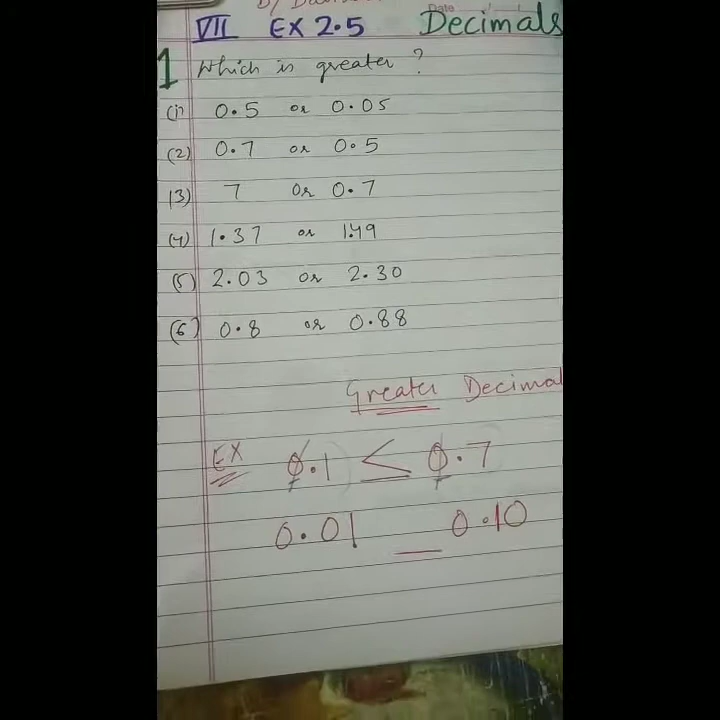 VII EX 2.5 Decimals
Date
1 Which is greater ?
(1) 0.5 or 0.05
(2) 0.7 or 0.5
(3) 7 or 0.7
(4) 1.37 or 1.49
(5) 2.03 or 2.30
(6) 0.8 or 0.88
Greater Decimal
EX 0.1 < 0.7
0.01 _ 0.10